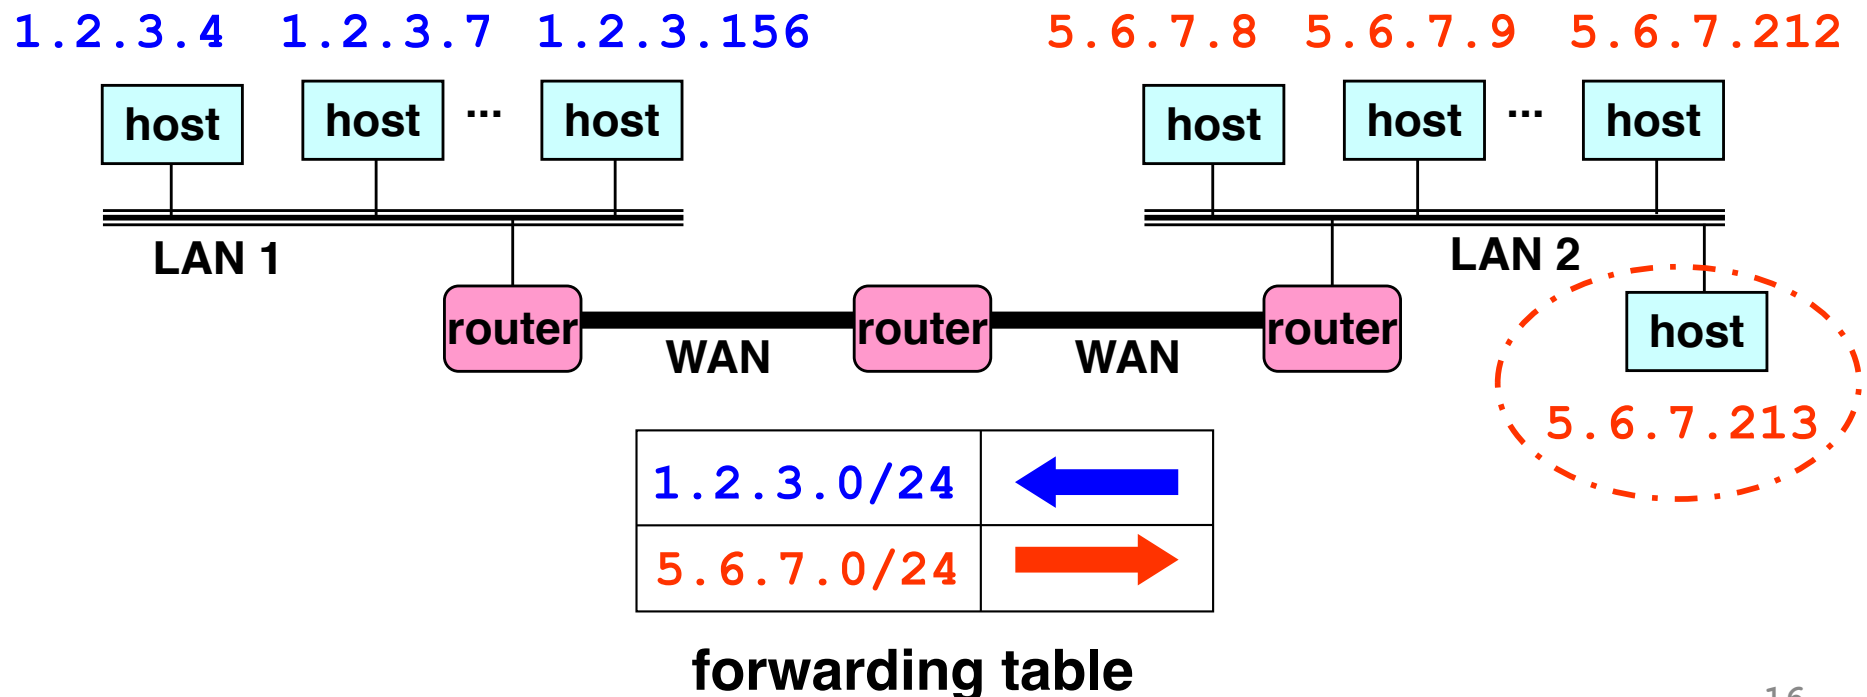 1.2.3.4 1.2.3.7 1.2.3.156 5.6.7.8 5.6.7.9 5.6.7.212
host host ... host host host ... host
LAN 1 LAN 2
router WAN router WAN router host
5.6.7.213
1.2.3.0/24
5.6.7.0/24
forwarding table
16